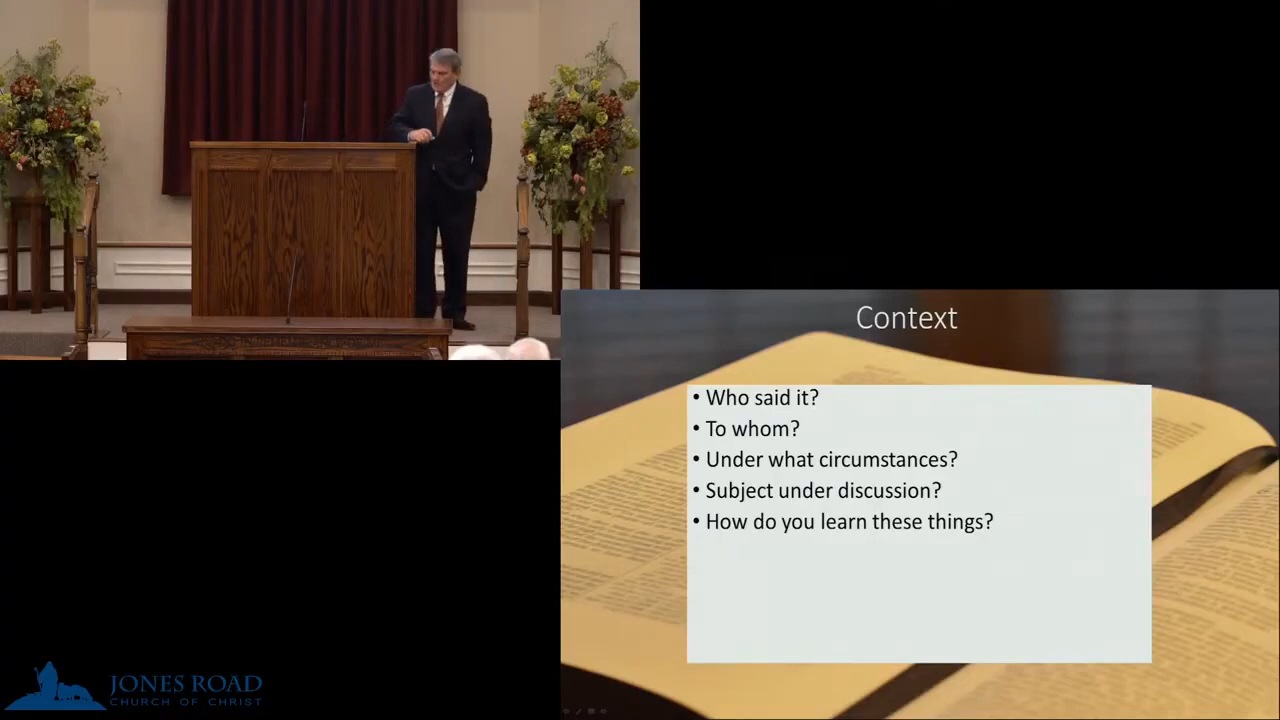 Context
• Who said it?
• To whom?
• Under what circumstances?
• Subject under discussion?
• How do you learn these things?
JONES ROAD
CHURCH OF CHRIST